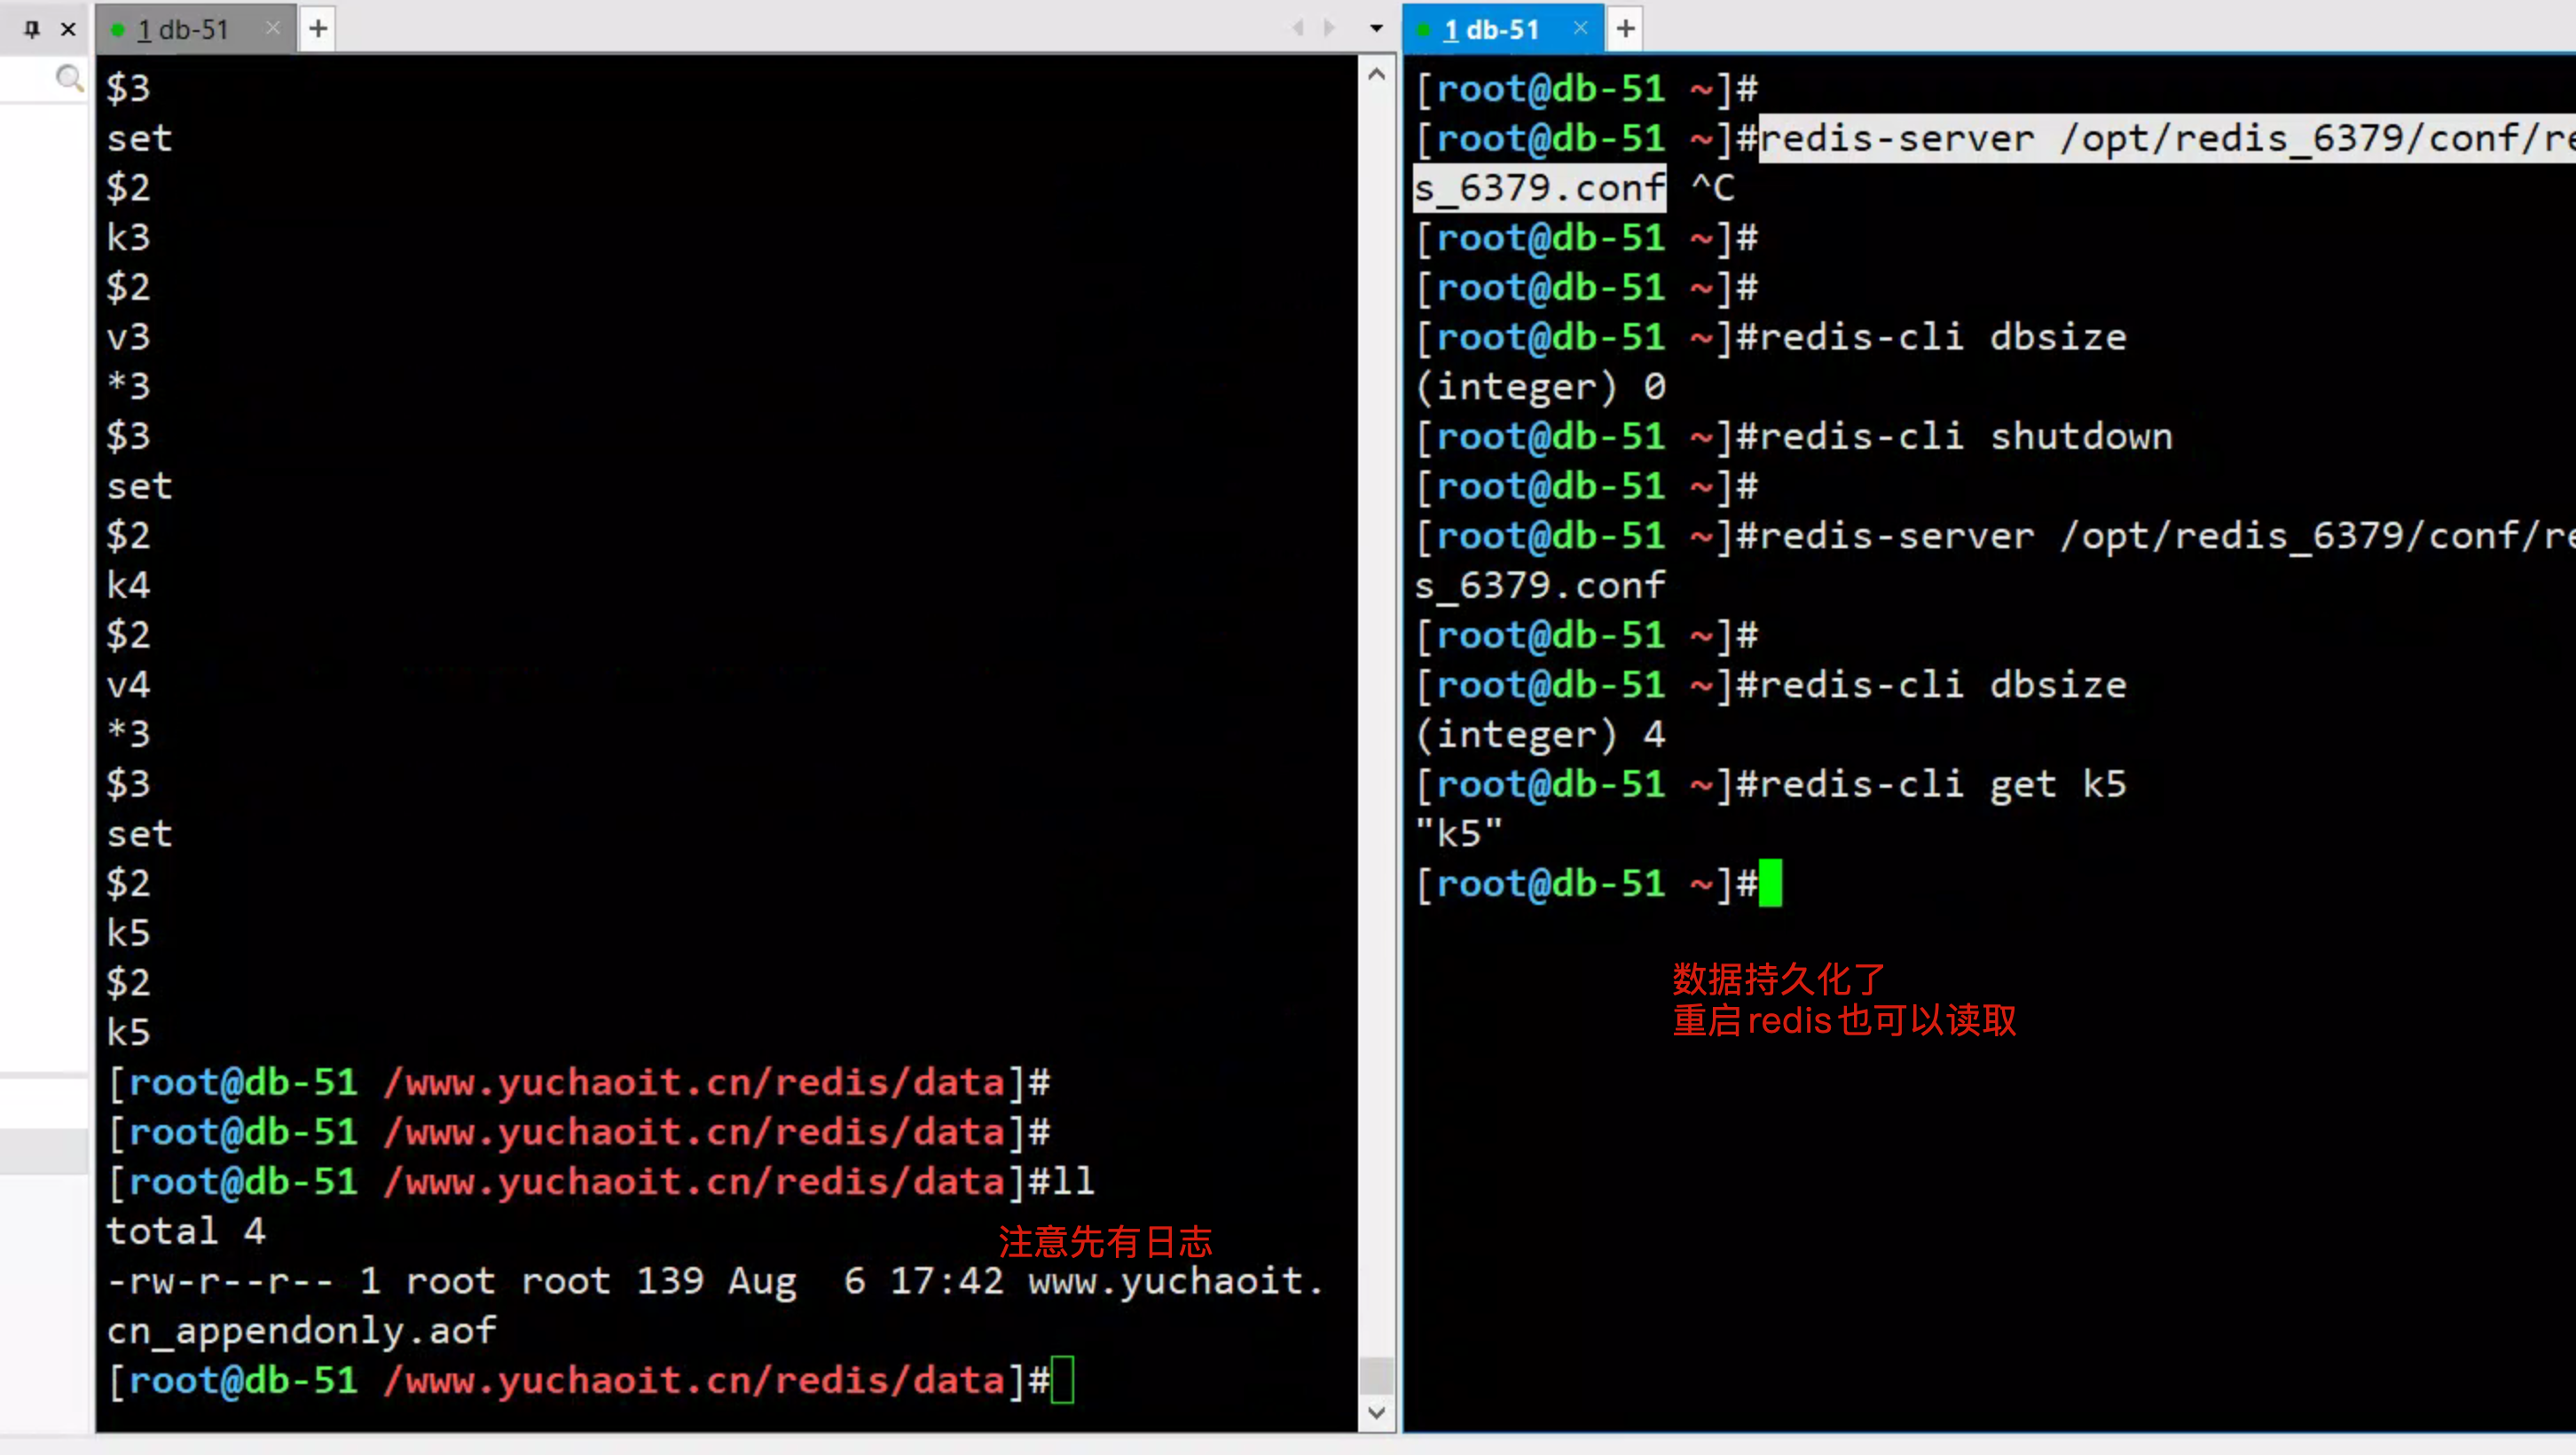 1 db-51
$3
set
$2
k3
$2
v3
*3
$3
set
$2
k4
$2
v4
*3
$3
set
$2
k5
$2
k5
[root@db-51 /www.yuchaoit.cn/redis/data]#
[root@db-51 /www.yuchaoit.cn/redis/data]#
[root@db-51 /www.yuchaoit.cn/redis/data]#ll
total 4
注意先有日志
-rw-r--r-- 1 root root 139 Aug  6 17:42 www.yuchaoit.
cn_appendonly.aof
[root@db-51 /www.yuchaoit.cn/redis/data]#
1 db-51
[root@db-51 ~]#
[root@db-51 ~]#redis-server /opt/redis_6379/conf/re
s_6379.conf ^C
[root@db-51 ~]#
[root@db-51 ~]#
[root@db-51 ~]#redis-cli dbsize
(integer) 0
[root@db-51 ~]#redis-cli shutdown
[root@db-51 ~]#
[root@db-51 ~]#redis-server /opt/redis_6379/conf/re
s_6379.conf
[root@db-51 ~]#
[root@db-51 ~]#redis-cli dbsize
(integer) 4
[root@db-51 ~]#redis-cli get k5
"k5"
[root@db-51 ~]#
数据持久化了
重启redis也可以读取